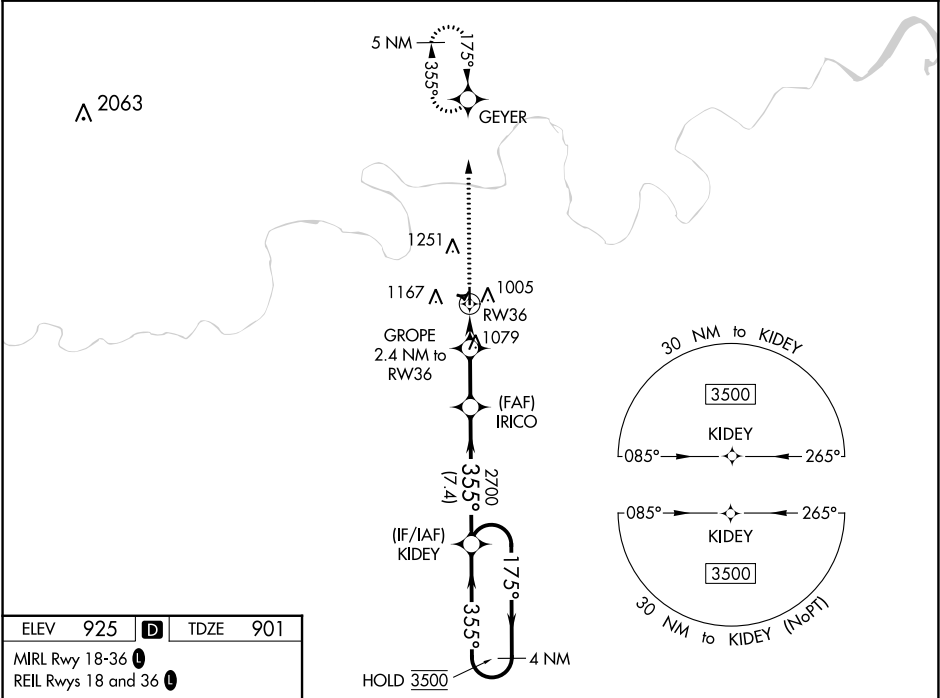 5 NM
175°
355°
GEYER
2063
1251
1167
1005
RW36
1079
GROPE
2.4 NM to
RW36
(FAF)
IRICO
355°
2700
(7.4)
(IF/IAF)
KIDEY
175°
355°
4 NM
HOLD 3500
30 NM to KIDEY
3500
KIDEY
085°
265°
085°
265°
KIDEY
3500
30 NM to KIDEY (NoPT)
ELEV 925 D TDZE 901
MIRL Rwy 18-36 L
REIL Rwys 18 and 36 L